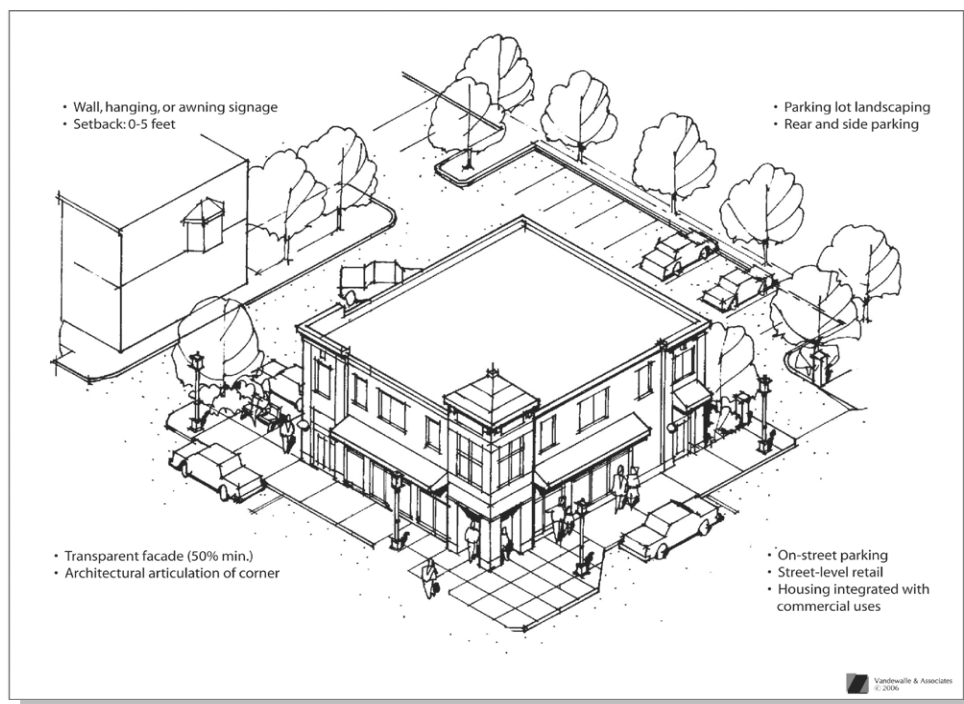 • Wall, hanging, or awning signage
• Setback: 0-5 feet
• Parking lot landscaping
• Rear and side parking
• Transparent facade (50% min.)
• Architectural articulation of corner
• On-street parking
• Street-level retail
• Housing integrated with
commercial uses
Vandewalle & Associates
© 2006